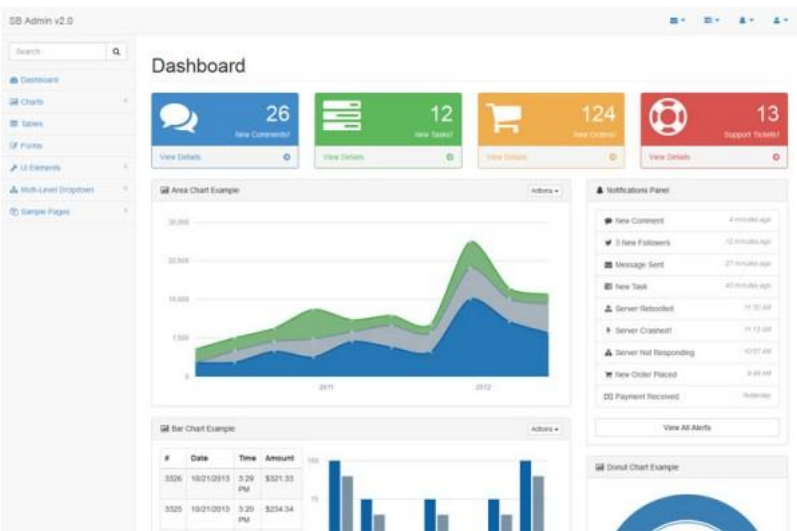 SB Admin v2.0
Search
Dashboard
Charts
Tables
Forms
UI Elements
Multi-Level Dropdown
Sample Pages
Dashboard
26
New Comments!
View Details
12
New Tasks!
View Details
124
New Orders!
View Details
13
Support Tickets!
View Details
Area Chart Example
Actions
30,000
22,500
15,000
7,500
0
2011
2012
Notifications Panel
New Comment 4 minutes ago
3 New Followers 12 minutes ago
Message Sent 27 minutes ago
New Task 43 minutes ago
Server Rebooted 11:32 AM
Server Crashed! 11:13 AM
Server Not Responding 10:57 AM
New Order Placed 9:49 AM
Payment Received Yesterday
View All Alerts
Bar Chart Example
Actions
# Date Time Amount
3326 10/21/2013 3:29 PM $321.33
3325 10/21/2013 3:20 PM $234.34
100
75
Donut Chart Example